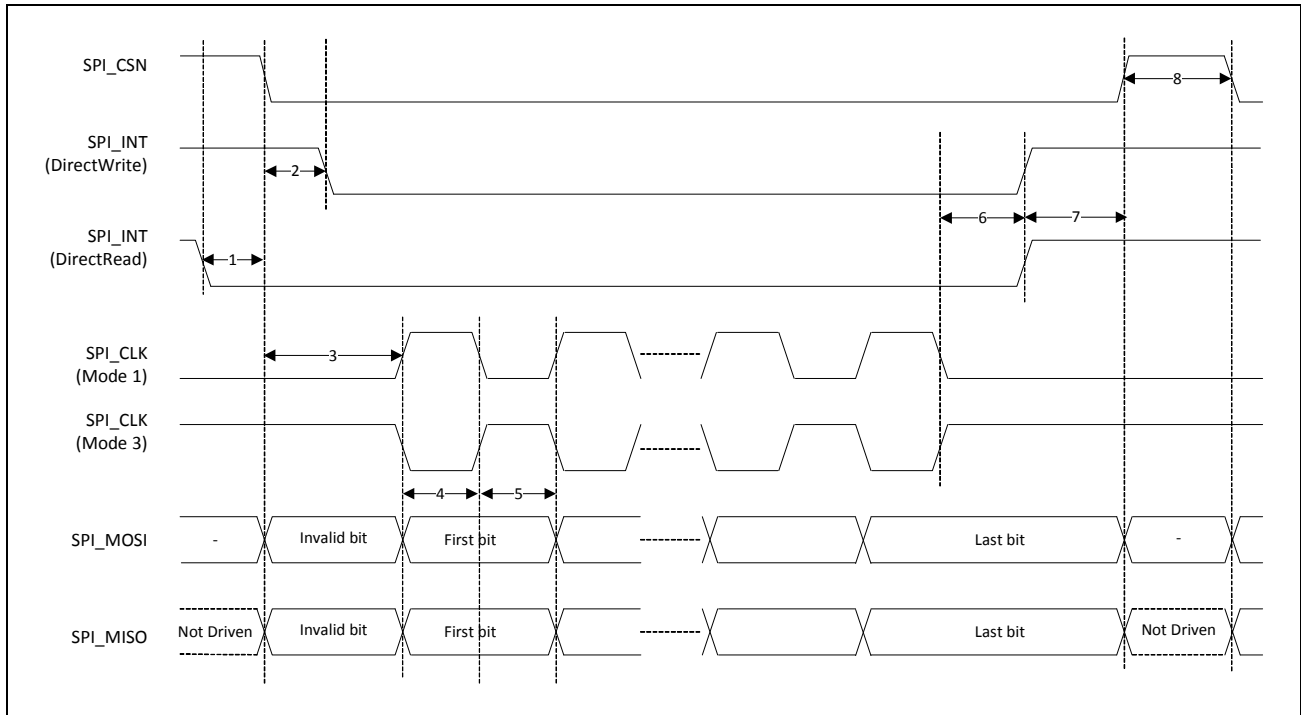 SPI_CSN
8
SPI_INT
(DirectWrite)
2
6
7
SPI_INT
(DirectRead)
1
SPI_CLK
(Mode 1)
3
SPI_CLK
(Mode 3)
4
5
SPI_MOSI
-
Invalid bit
First bit
Last bit
-
SPI_MISO
Not Driven
Invalid bit
First bit
Last bit
Not Driven